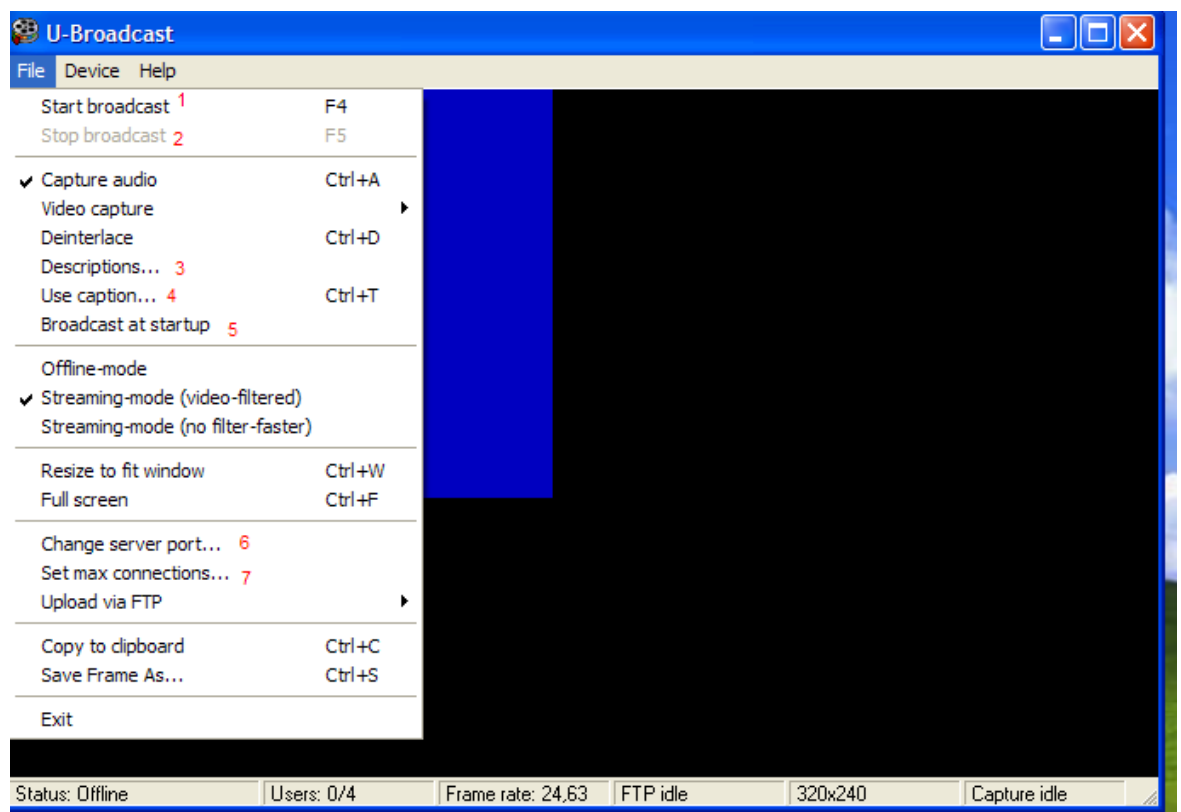 U-Broadcast
File Device Help
Start broadcast 1 F4
Stop broadcast 2 F5
Capture audio Ctrl+A
Video capture
Deinterlace Ctrl+D
Descriptions... 3
Use caption... 4 Ctrl+T
Broadcast at startup 5
Offline-mode
Streaming-mode (video-filtered)
Streaming-mode (no filter-faster)
Resize to fit window Ctrl+W
Full screen Ctrl+F
Change server port... 6
Set max connections... 7
Upload via FTP
Copy to clipboard Ctrl+C
Save Frame As... Ctrl+S
Exit
Status: Offline Users: 0/4 Frame rate: 24,63 FTP idle 320x240 Capture idle